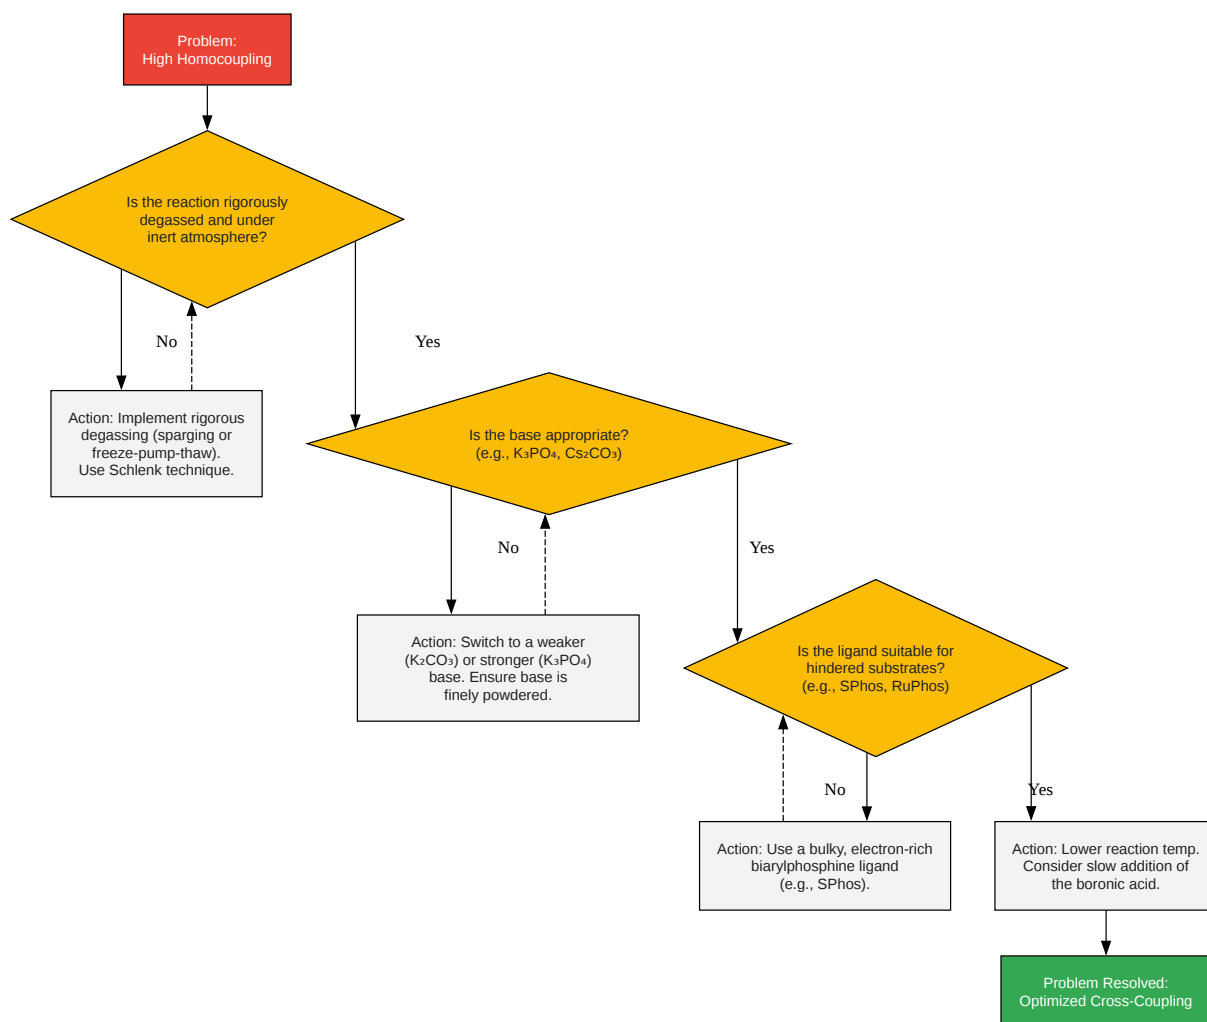 Problem:
High Homocoupling
Is the reaction rigorously
degassed and under
inert atmosphere?
No
Yes
Action: Implement rigorous
degassing (sparging or
freeze-pump-thaw).
Use Schlenk technique.
Is the base appropriate?
(e.g., K₃PO₄, Cs₂CO₃)
No
Yes
Action: Switch to a weaker
(K₂CO₃) or stronger (K₃PO₄)
base. Ensure base is
finely powdered.
Is the ligand suitable for
hindered substrates?
(e.g., SPhos, RuPhos)
No
Yes
Action: Use a bulky, electron-rich
biarylphosphine ligand
(e.g., SPhos).
Action: Lower reaction temp.
Consider slow addition of
the boronic acid.
Problem Resolved:
Optimized Cross-Coupling